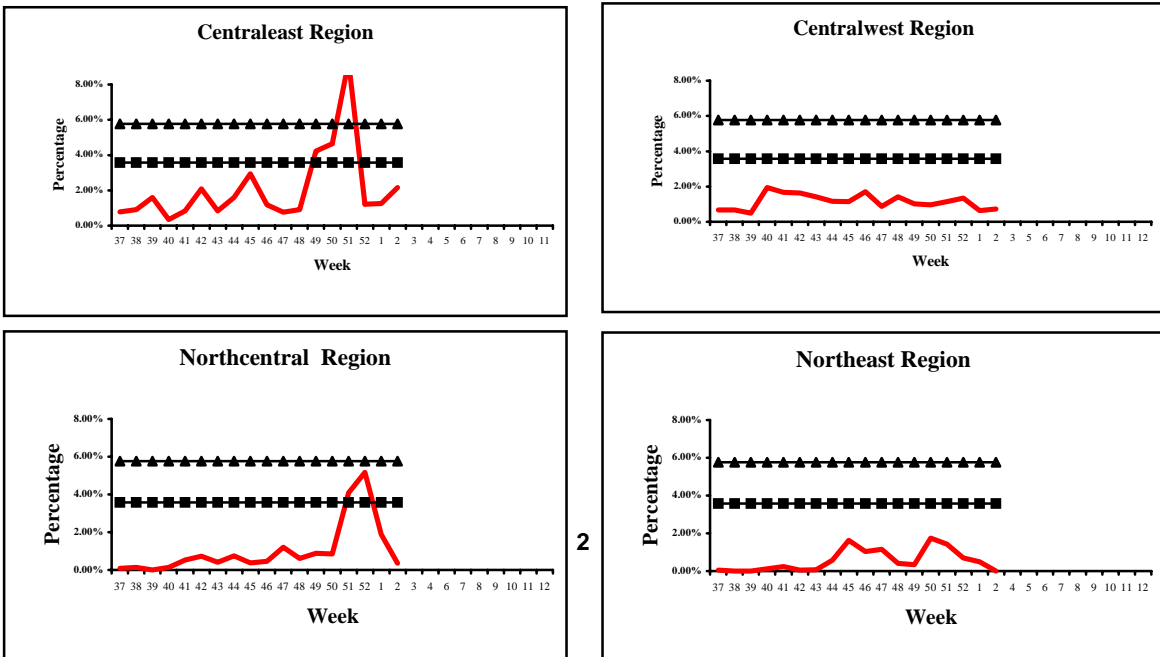 Centraleast Region
8.00%
6.00%
4.00%
2.00%
0.00%
Percentage
37 38 39 40 41 42 43 44 45 46 47 48 49 50 51 52 1 2 3 4 5 6 7 8 9 10 11
Week
Centralwest Region
8.00%
6.00%
4.00%
2.00%
0.00%
Percentage
37 38 39 40 41 42 43 44 45 46 47 48 49 50 51 52 1 2 3 4 5 6 7 8 9 10 11 12
Week
Northcentral Region
8.00%
6.00%
4.00%
2.00%
0.00%
Percentage
37 38 39 40 41 42 43 44 45 46 47 48 49 50 51 52 1 2 3 4 5 6 7 8 9 10 11 12
Week
2
Northeast Region
8.00%
6.00%
4.00%
2.00%
0.00%
Percentage
37 38 39 40 41 42 43 44 45 46 47 48 49 50 51 52 1 2 3 4 5 6 7 8 9 10 11 12
Week